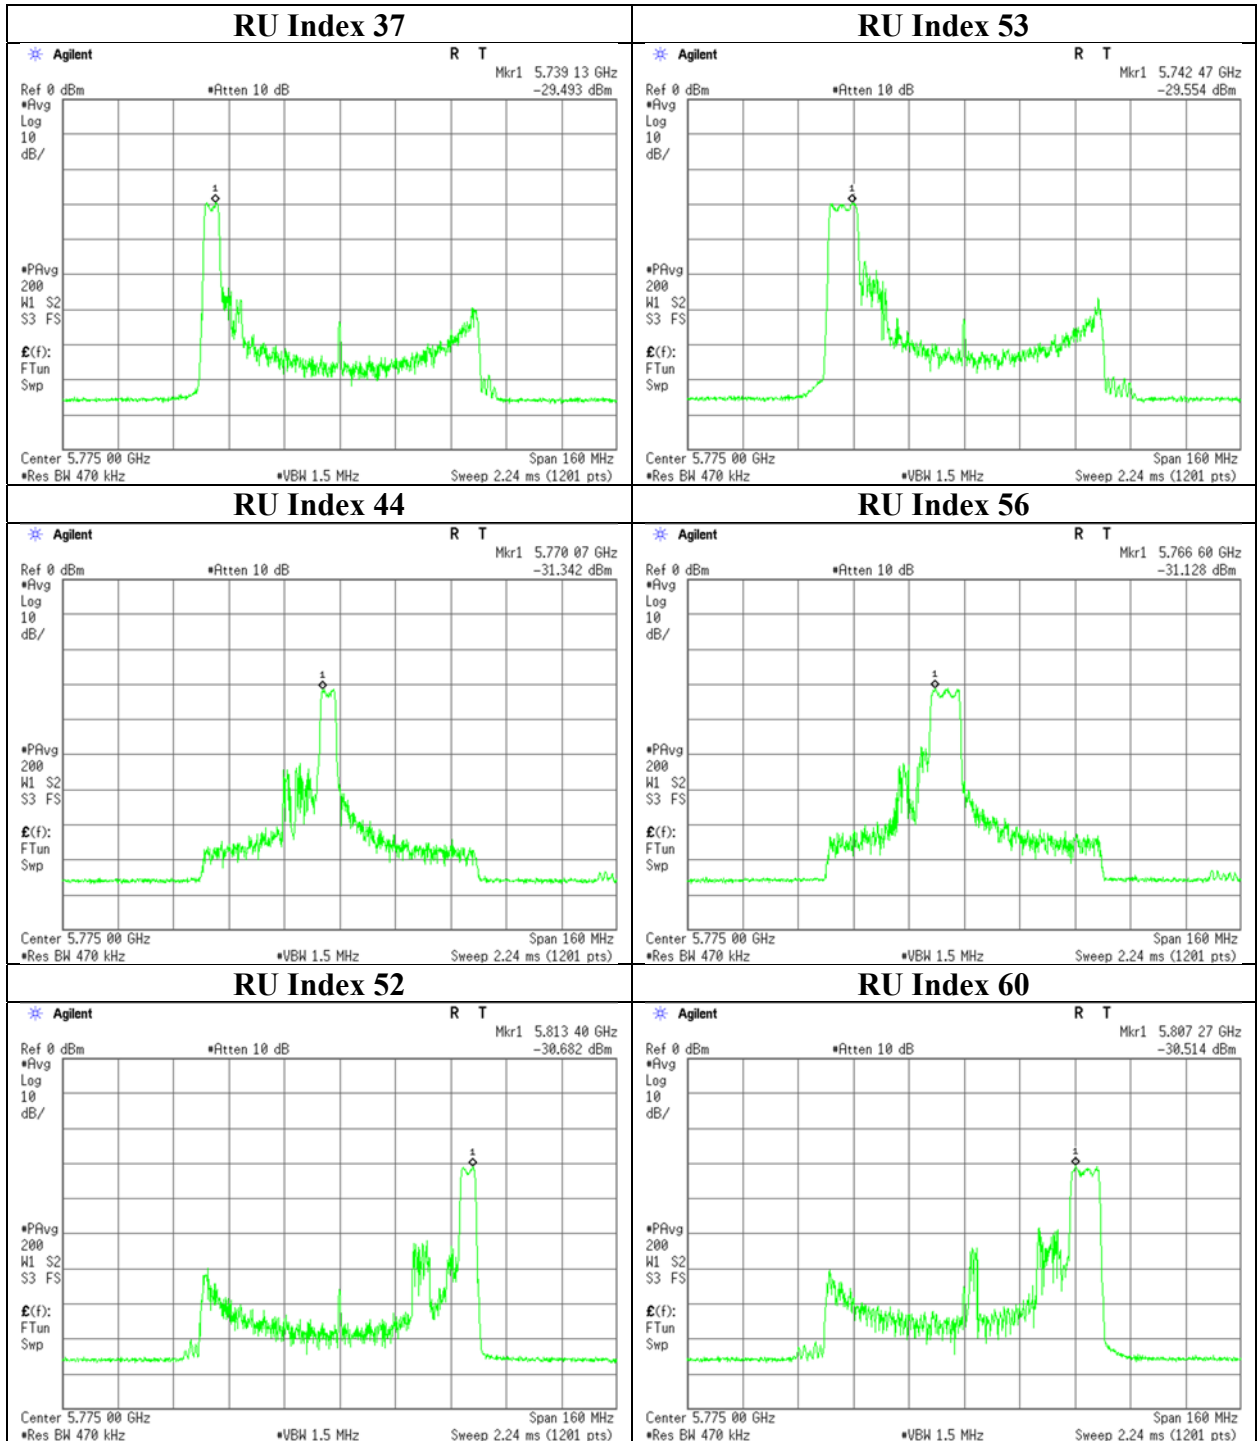 RU Index 37
Agilent
R T
Mkr1 5.739 13 GHz
Ref 0 dBm *Atten 10 dB -29.493 dBm
*Avg
Log
10
dB/
1
*PAvg
200
W1 S2
S3 FS
£(f):
FTun
Swp
Center 5.775 00 GHz Span 160 MHz
*Res BW 470 kHz *VBW 1.5 MHz Sweep 2.24 ms (1201 pts)
RU Index 53
Agilent
R T
Mkr1 5.742 47 GHz
Ref 0 dBm *Atten 10 dB -29.554 dBm
*Avg
Log
10
dB/
1
*PAvg
200
W1 S2
S3 FS
£(f):
FTun
Swp
Center 5.775 00 GHz Span 160 MHz
*Res BW 470 kHz *VBW 1.5 MHz Sweep 2.24 ms (1201 pts)
RU Index 44
Agilent
R T
Mkr1 5.770 07 GHz
Ref 0 dBm *Atten 10 dB -31.342 dBm
*Avg
Log
10
dB/
1
*PAvg
200
W1 S2
S3 FS
£(f):
FTun
Swp
Center 5.775 00 GHz Span 160 MHz
*Res BW 470 kHz *VBW 1.5 MHz Sweep 2.24 ms (1201 pts)
RU Index 56
Agilent
R T
Mkr1 5.766 60 GHz
Ref 0 dBm *Atten 10 dB -31.128 dBm
*Avg
Log
10
dB/
1
*PAvg
200
W1 S2
S3 FS
£(f):
FTun
Swp
Center 5.775 00 GHz Span 160 MHz
*Res BW 470 kHz *VBW 1.5 MHz Sweep 2.24 ms (1201 pts)
RU Index 52
Agilent
R T
Mkr1 5.813 40 GHz
Ref 0 dBm *Atten 10 dB -30.682 dBm
*Avg
Log
10
dB/
1
*PAvg
200
W1 S2
S3 FS
£(f):
FTun
Swp
Center 5.775 00 GHz Span 160 MHz
*Res BW 470 kHz *VBW 1.5 MHz Sweep 2.24 ms (1201 pts)
RU Index 60
Agilent
R T
Mkr1 5.807 27 GHz
Ref 0 dBm *Atten 10 dB -30.514 dBm
*Avg
Log
10
dB/
1
*PAvg
200
W1 S2
S3 FS
£(f):
FTun
Swp
Center 5.775 00 GHz Span 160 MHz
*Res BW 470 kHz *VBW 1.5 MHz Sweep 2.24 ms (1201 pts)